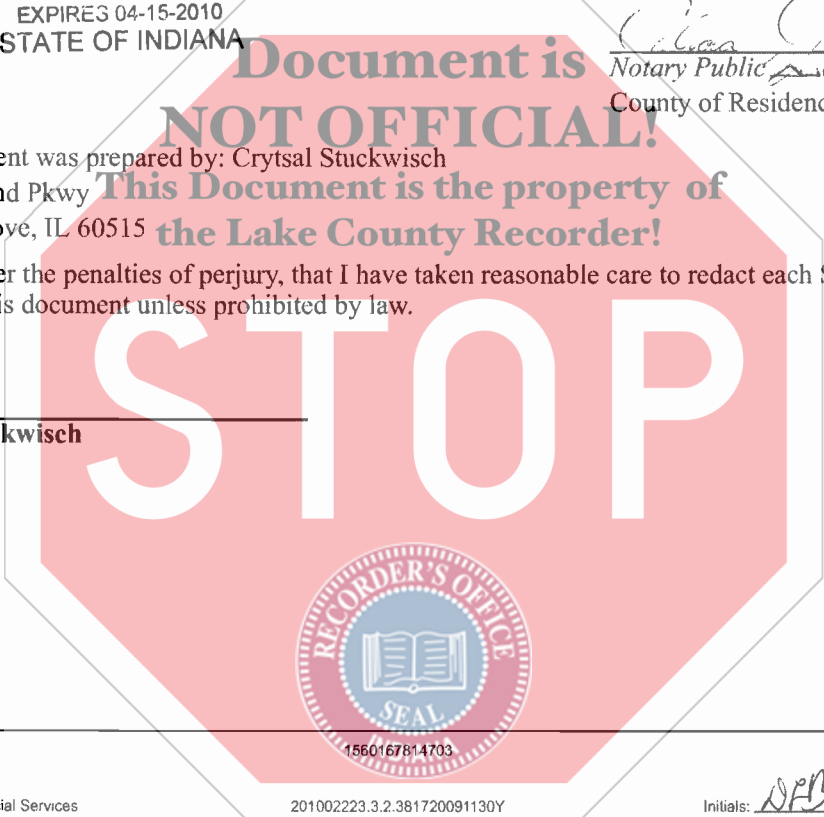 EXPIRES 04-15-2010
STATE OF INDIANA
Document is
Notary Public
NOT OFFICIAL!
County of Residenc
ent was prepared by: Crytsal Stuckwisch
nd Pkwy
This Document is the property of
ove, IL 60515
the Lake County Recorder!
er the penalties of perjury, that I have taken reasonable care to redact each S
is document unless prohibited by law.
STOP
kwisch
RECORDER'S OFFICE
SEAL
INDIANA
1560167814703
ial Services
201002223.3.2.381720091130Y
Initials: